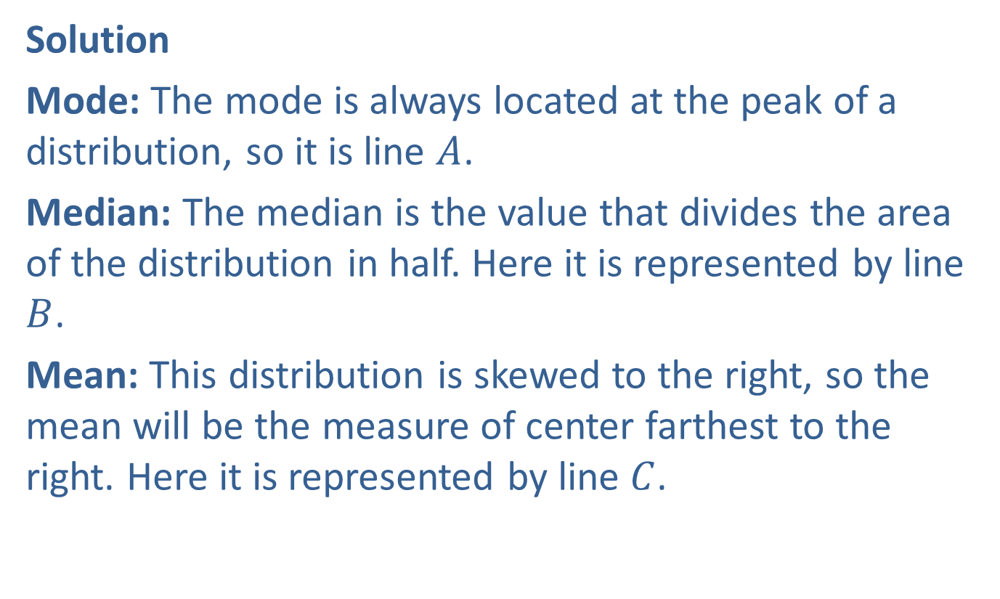 Solution
Mode: The mode is always located at the peak of a
distribution, so it is line A.
Median: The median is the value that divides the area
of the distribution in half. Here it is represented by line
B.
Mean: This distribution is skewed to the right, so the
mean will be the measure of center farthest to the
right. Here it is represented by line C.